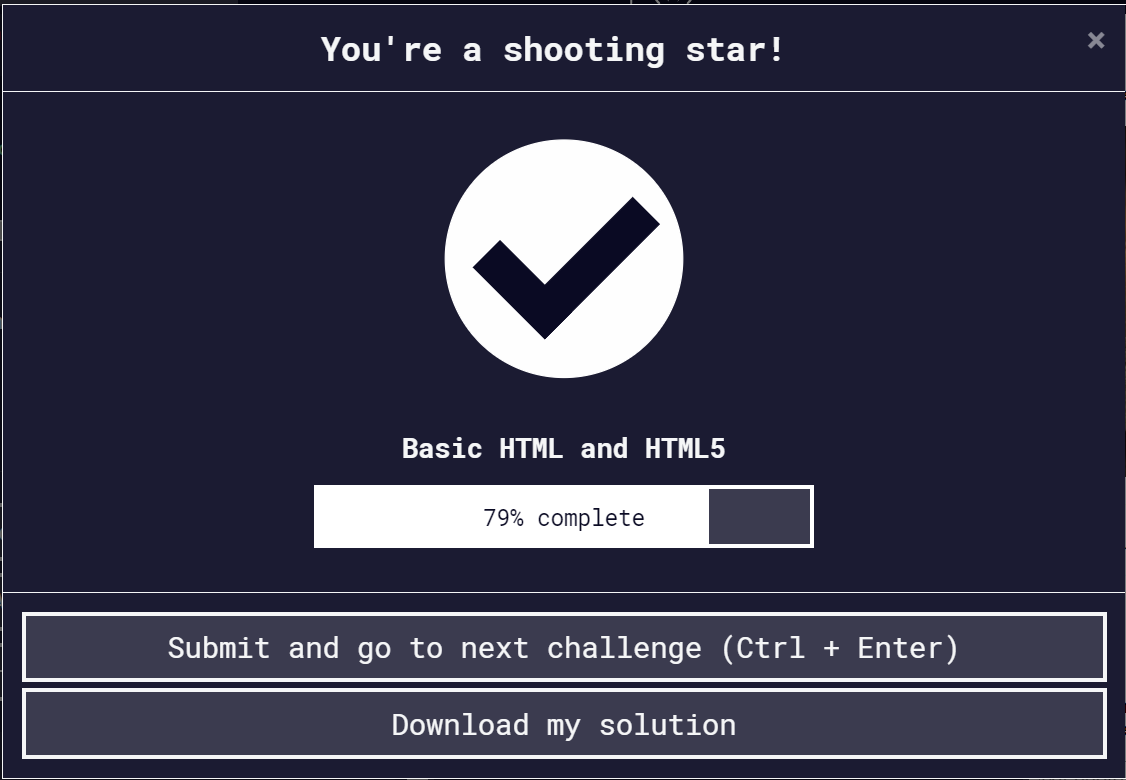 You're a shooting star!
×
Basic HTML and HTML5
79% complete
Submit and go to next challenge (Ctrl + Enter)
Download my solution